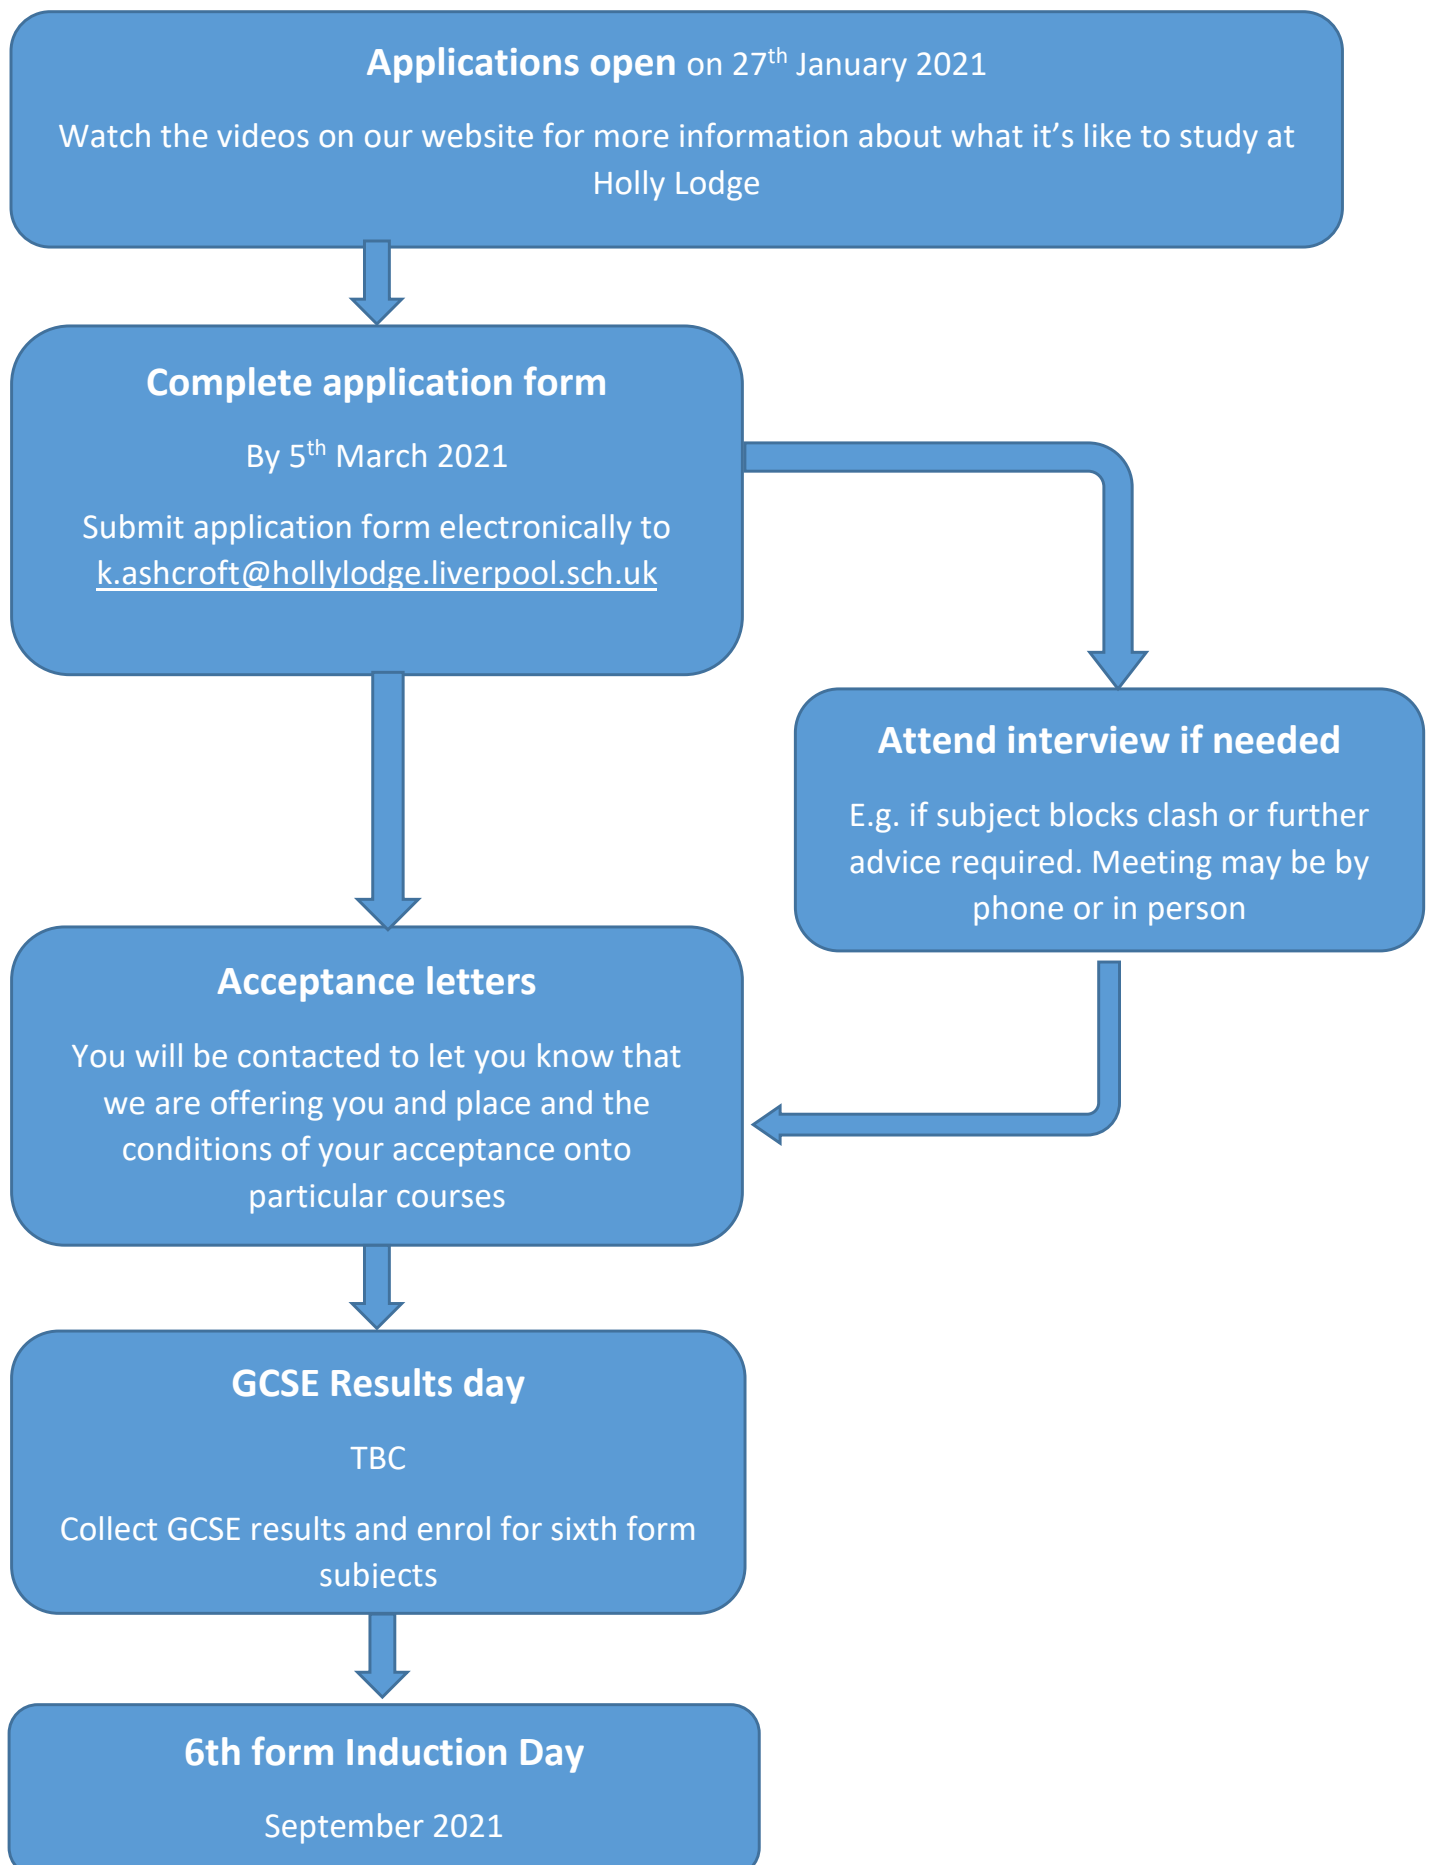 Applications open on 27th January 2021
Watch the videos on our website for more information about what it's like to study at
Holly Lodge
Complete application form
By 5th March 2021
Submit application form electronically to
k.ashcroft@hollylodge.liverpool.sch.uk
Attend interview if needed
E.g. if subject blocks clash or further
advice required. Meeting may be by
phone or in person
Acceptance letters
You will be contacted to let you know that
we are offering you and place and the
conditions of your acceptance onto
particular courses
GCSE Results day
TBC
Collect GCSE results and enrol for sixth form
subjects
6th form Induction Day
September 2021